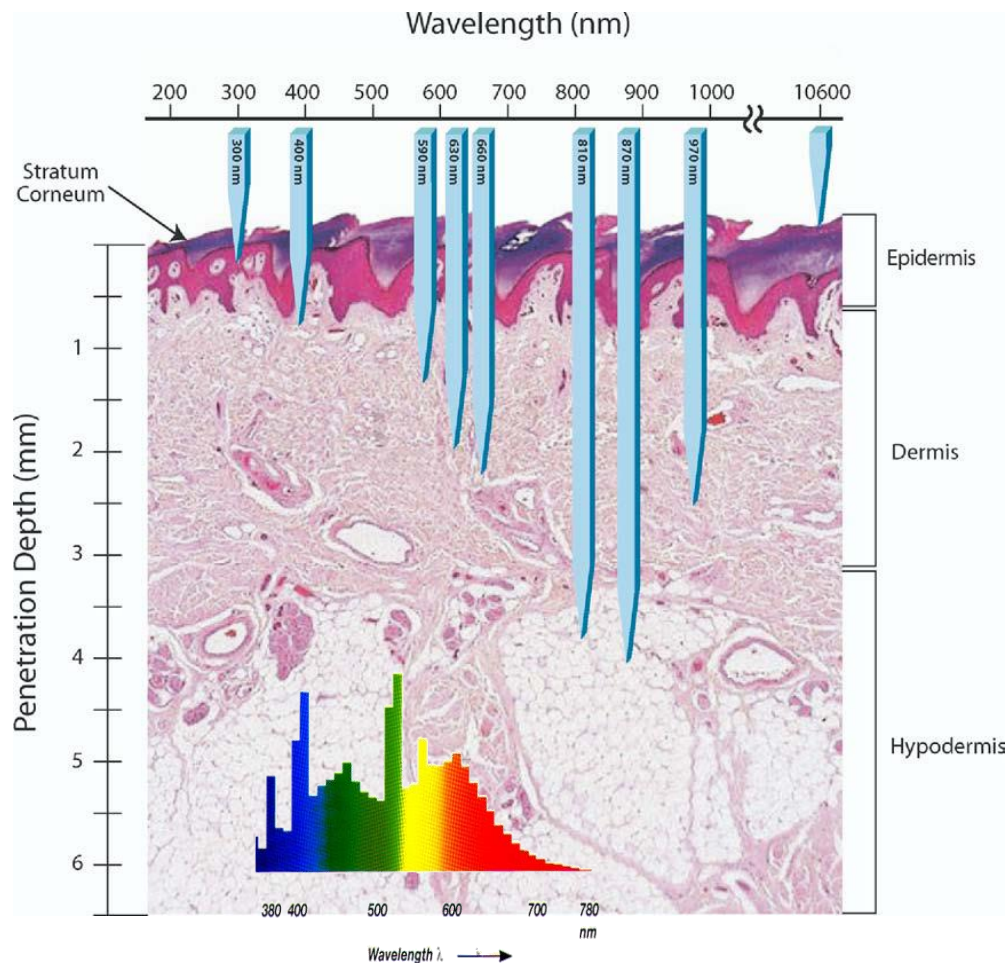 Wavelength (nm)
200 300 400 500 600 700 800 900 1000 10600
300 nm
400 nm
590 nm
630 nm
660 nm
810 nm
870 nm
970 nm
Stratum
Corneum
Epidermis
Dermis
Hypodermis
Penetration Depth (mm)
1
2
3
4
5
6
380 400 500 600 700 780
nm
Wavelength λ